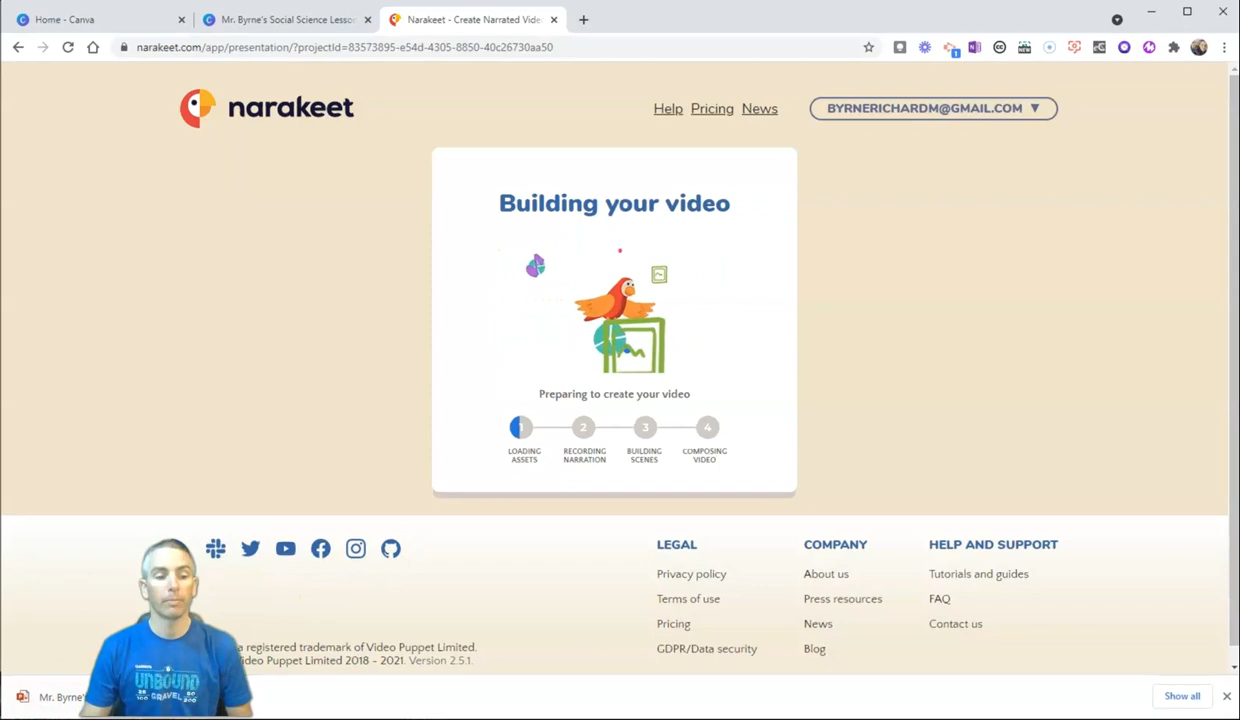 Home - Canva
Mr. Byrne's Social Science Lesson
Narakeet - Create Narrated Vide
narakeet.com/app/presentation/?projectId=83573895-e54d-4305-8850-40c26730aa50
narakeet
Help Pricing News
BYRNERICHARDM@GMAIL.COM ▼
Building your video
Preparing to create your video
1 2 3 4
LOADING ASSETS
RECORDING NARRATION
BUILDING SCENES
COMPOSING VIDEO
LEGAL
Privacy policy
Terms of use
Pricing
GDPR/Data security
COMPANY
About us
Press resources
News
Blog
HELP AND SUPPORT
Tutorials and guides
FAQ
Contact us
a registered trademark of Video Puppet Limited.
ideo Puppet Limited 2018 - 2021. Version 2.5.1.
UNBOUND
GRAVEL
Mr. Byrne's
Show all